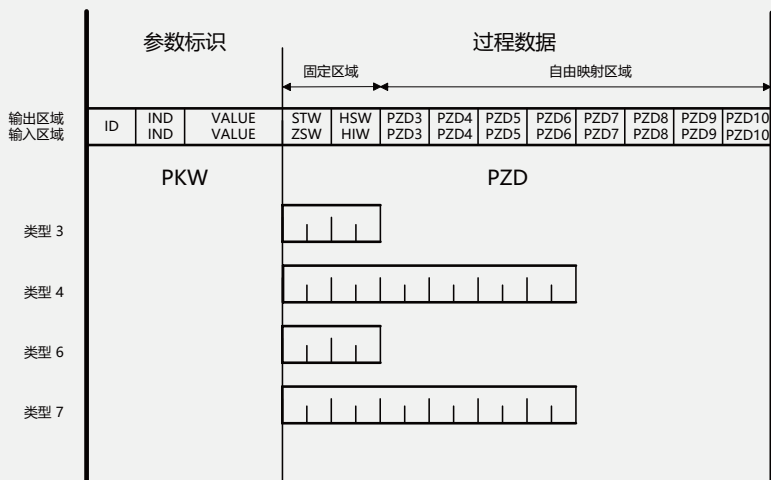 参数标识 过程数据
固定区域 自由映射区域
输出区域 ID IND VALUE STW HSW PZD3 PZD4 PZD5 PZD6 PZD7 PZD8 PZD9 PZD10
输入区域 IND VALUE ZSW HIW PZD3 PZD4 PZD5 PZD6 PZD7 PZD8 PZD9 PZD10
PKW PZD
类型 3
类型 4
类型 6
类型 7